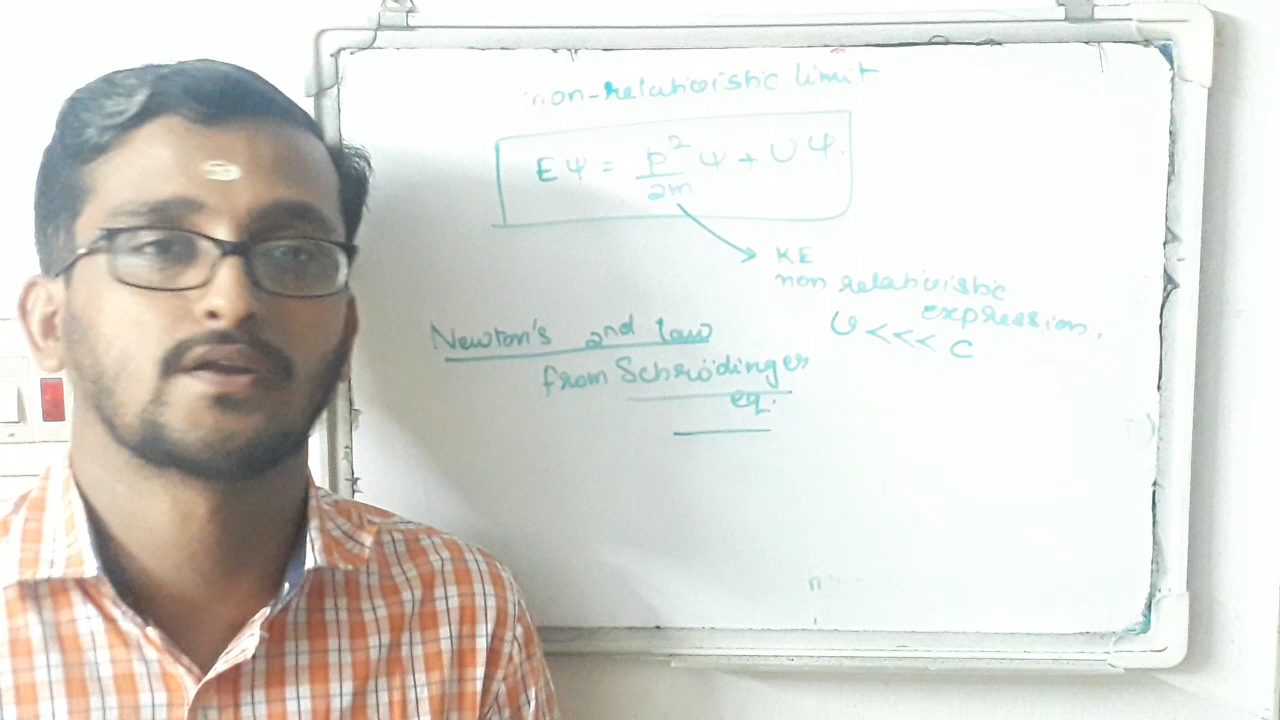 non-relativistic limit
Eψ = p²/2m ψ + Uψ.
KE
non relativistic
expression.
υ <<< c
Newton's 2nd law
from Schrödinger
eq.